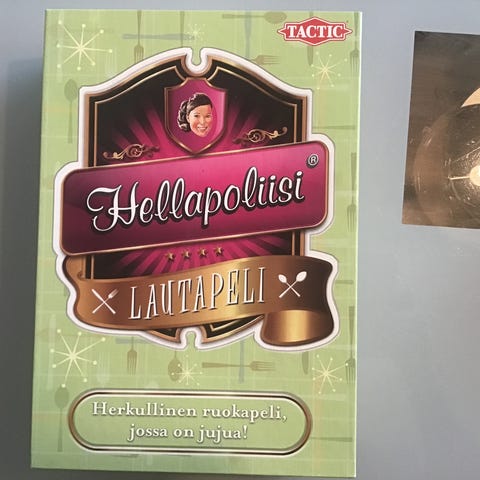 TACTIC
Hellapoliisi®
LAUTAPELI
Herkullinen ruokapeli,
jossa on jujua!